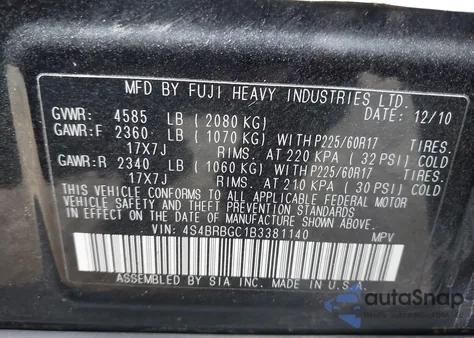 MFD BY FUJI HEAVY INDUSTRIES LTD.
GVWR: 4585 LB (2080 KG) DATE: 12/10
GAWR:F 2360 LB (1070 KG) WITH P225/60R17 TIRES.
17X7J RIMS. AT 220 KPA (32 PSI) COLD
GAWR:R 2340 LB (1060 KG) WITH P225/60R17 TIRES.
17X7J RIMS. AT 210 KPA (30 PSI) COLD
THIS VEHICLE CONFORMS TO ALL APPLICABLE FEDERAL MOTOR
VEHICLE SAFETY AND THEFT PREVENTION STANDARDS
IN EFFECT ON THE DATE OF MANUFACTURE SHOWN ABOVE.
VIN: 4S4BRBGC1B3381140 MPV
ASSEMBLED BY SIA INC. MADE IN U.S.A.
autoSnap